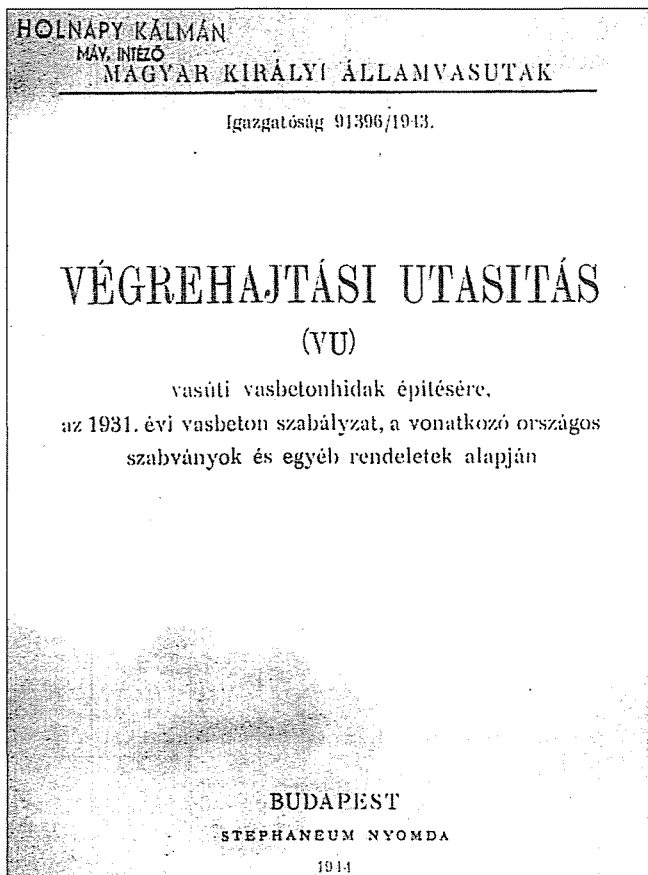 HOLNAPY KÁLMÁN
MÁV. INTÉZŐ
MAGYAR KIRÁLYI ÁLLAMVASUTAK
Igazgatóság 91396/1943.
VÉGREHAJTÁSI UTASITÁS
(VU)
vasúti vasbetonhidak épitésére,
az 1931. évi vasbeton szabályzat, a vonatkozó országos
szabványok és egyéb rendeletek alapján
BUDAPEST
STEPHANEUM NYOMDA
1944